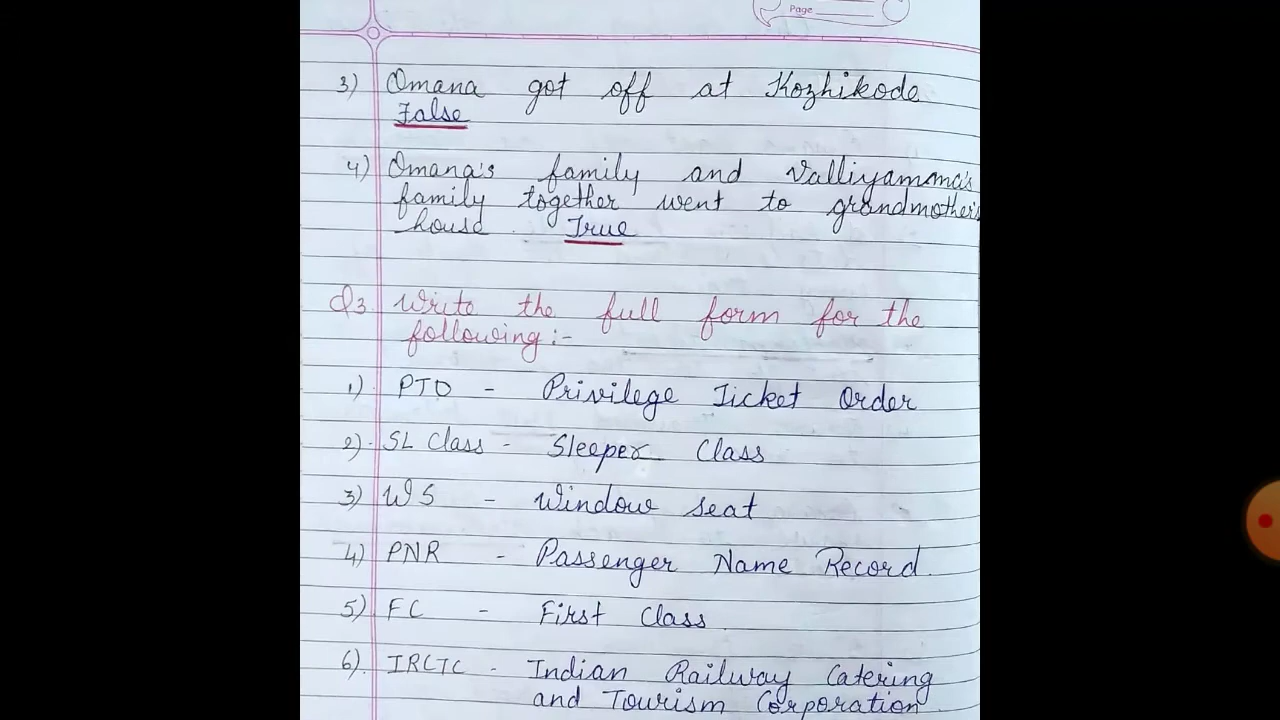 Page
3) Omana got off at Kozhikode
False
4) Omana's family and Valliyamma's
family together went to grandmother's
house. True
Q3. Write the full form for the
following :-
1) PTO - Privilege Ticket Order
2) SL Class - Sleeper Class
3) WS - Window seat
4) PNR - Passenger Name Record.
5) FC - First Class
6) IRCTC - Indian Railway Catering
and Tourism Corporation